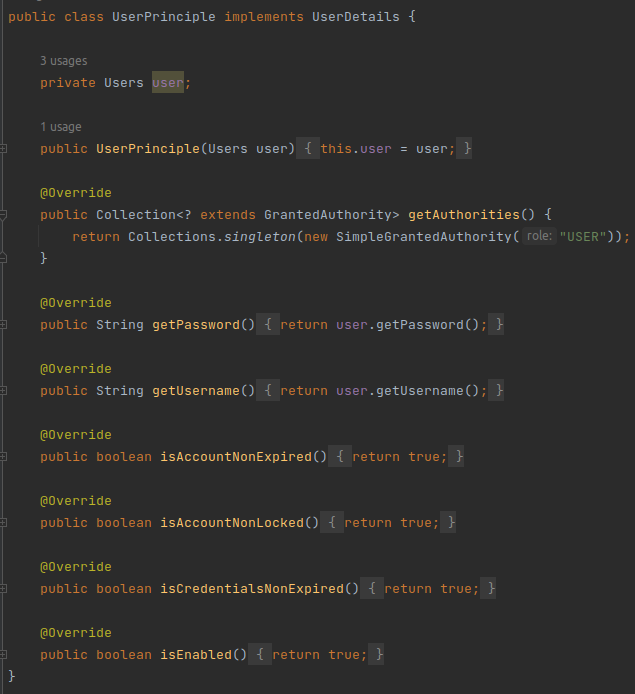 public class UserPrinciple implements UserDetails {
3 usages
private Users user;
1 usage
public UserPrinciple(Users user) { this.user = user; }
@Override
public Collection<? extends GrantedAuthority> getAuthorities() {
return Collections.singleton(new SimpleGrantedAuthority( role: "USER"));
}
@Override
public String getPassword() { return user.getPassword(); }
@Override
public String getUsername() { return user.getUsername(); }
@Override
public boolean isAccountNonExpired() { return true; }
@Override
public boolean isAccountNonLocked() { return true; }
@Override
public boolean isCredentialsNonExpired() { return true; }
@Override
public boolean isEnabled() { return true; }
}